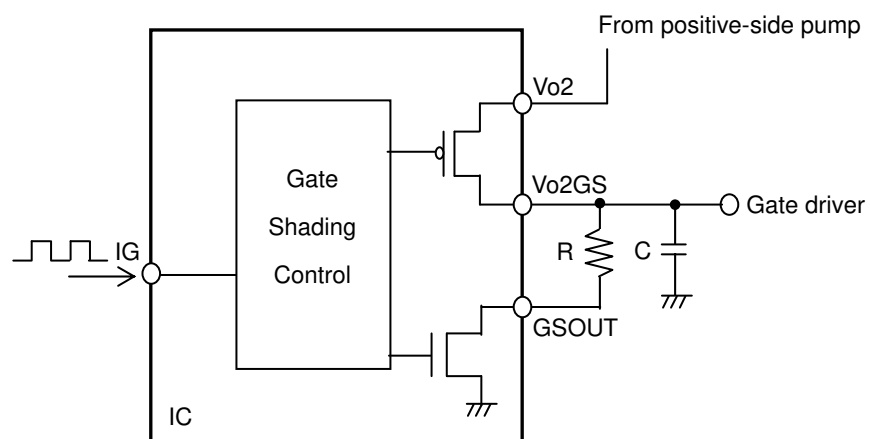 From positive-side pump
Vo2
Gate
Shading
Control
Vo2GS
Gate driver
R
C
IG
GSOUT
IC